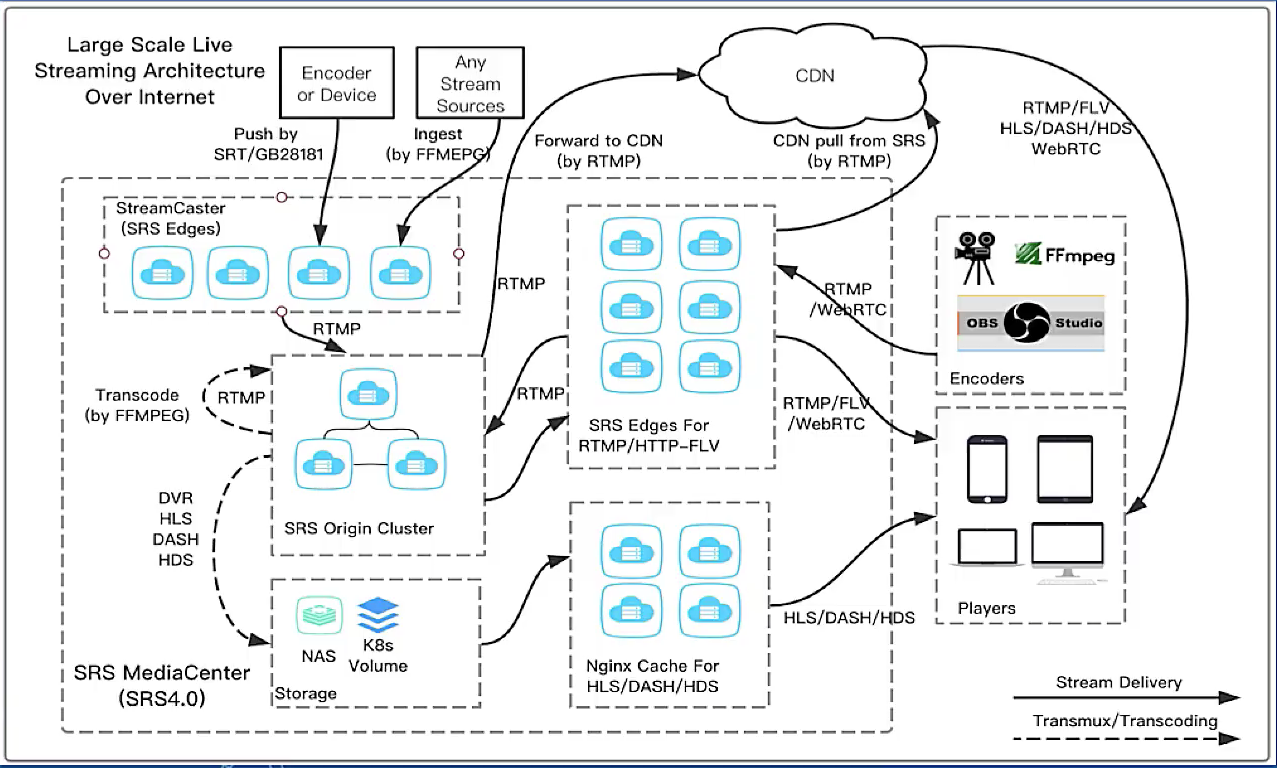 Large Scale Live
Streaming Architecture
Over Internet
Encoder
or Device
Any
Stream
Sources
CDN
Push by
SRT/GB28181
Ingest
(by FFMEPG)
Forward to CDN
(by RTMP)
CDN pull from SRS
(by RTMP)
RTMP/FLV
HLS/DASH/HDS
WebRTC
StreamCaster
(SRS Edges)
RTMP
RTMP
RTMP
/WebRTC
FFmpeg
OBS Studio
Encoders
Transcode
(by FFMPEG)
RTMP
RTMP
SRS Edges For
RTMP/HTTP-FLV
RTMP/FLV
/WebRTC
SRS Origin Cluster
DVR
HLS
DASH
HDS
Players
NAS
K8s
Volume
Storage
Nginx Cache For
HLS/DASH/HDS
HLS/DASH/HDS
SRS MediaCenter
(SRS4.0)
Stream Delivery
Transmux/Transcoding